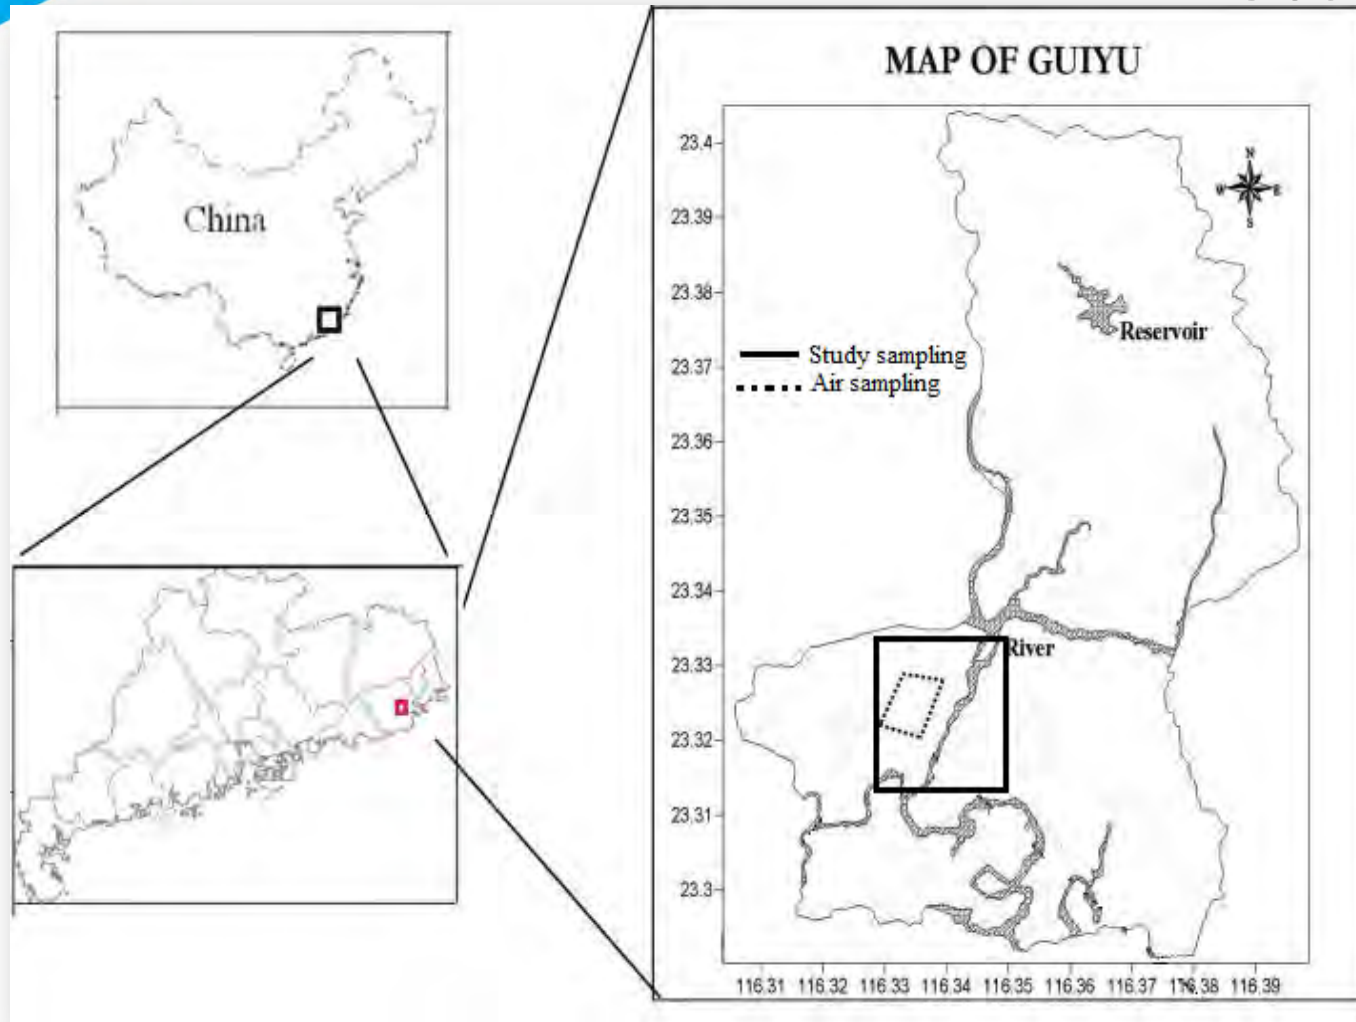 China
MAP OF GUIYU
23.4
23.39
23.38
23.37
23.36
23.35
23.34
23.33
23.32
23.31
23.3
N
W E
S
Reservoir
Study sampling
Air sampling
River
116.31 116.32 116.33 116.34 116.35 116.36 116.37 116.38 116.39